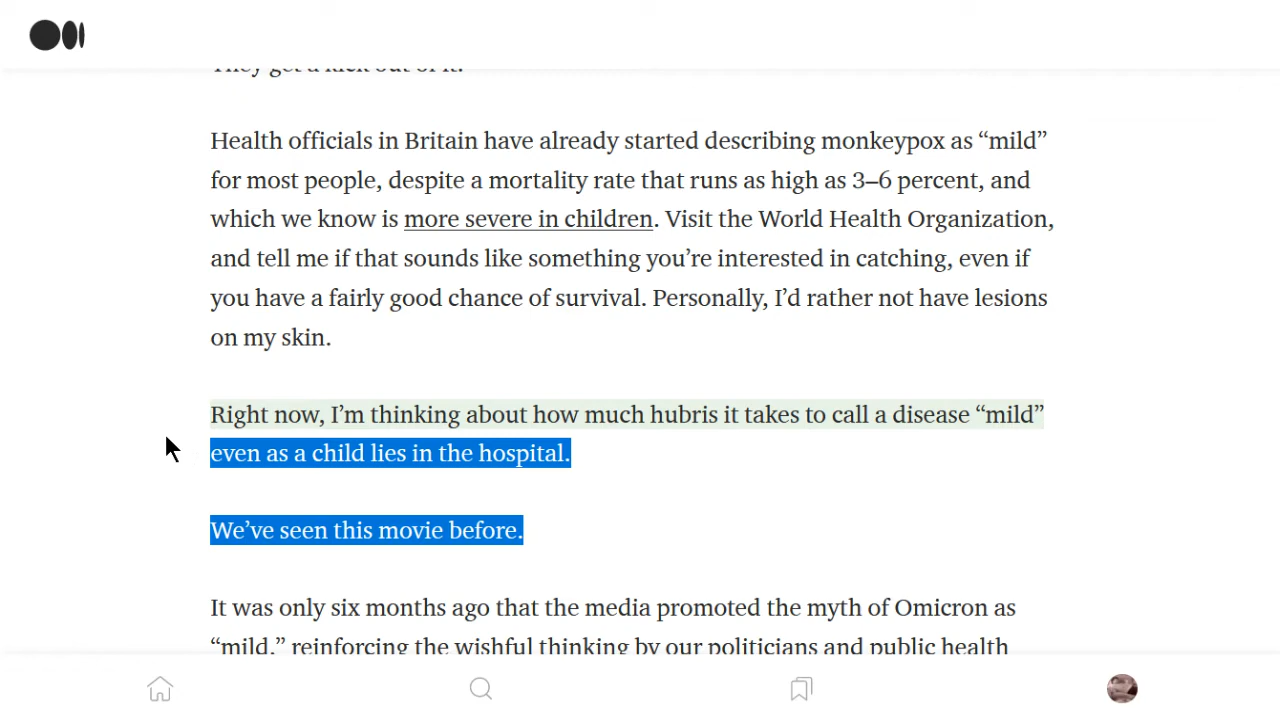 They get a kick out of it.
Health officials in Britain have already started describing monkeypox as “mild”
for most people, despite a mortality rate that runs as high as 3–6 percent, and
which we know is more severe in children. Visit the World Health Organization,
and tell me if that sounds like something you’re interested in catching, even if
you have a fairly good chance of survival. Personally, I’d rather not have lesions
on my skin.
Right now, I’m thinking about how much hubris it takes to call a disease “mild”
even as a child lies in the hospital.
We’ve seen this movie before.
It was only six months ago that the media promoted the myth of Omicron as
“mild,” reinforcing the wishful thinking by our politicians and public health